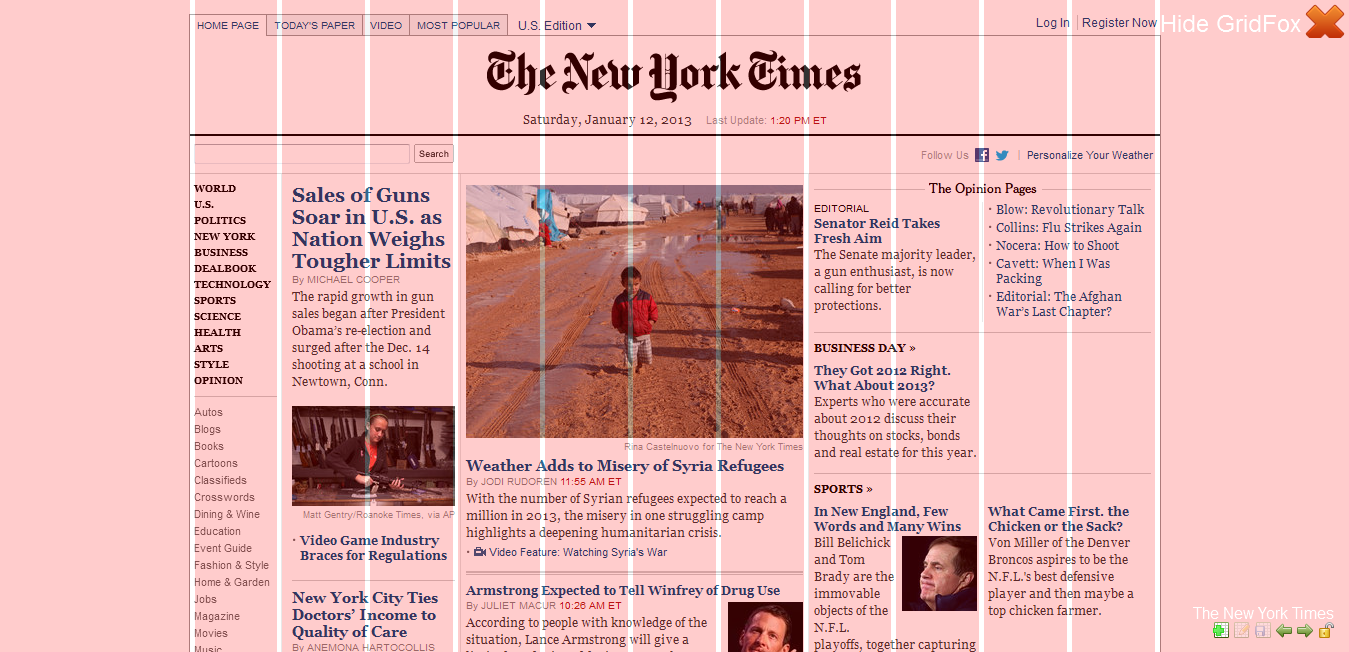 HOME PAGE TODAY'S PAPER VIDEO MOST POPULAR U.S. Edition
Log In Register Now Hide GridFox
The New York Times
Saturday, January 12, 2013 Last Update: 1:20 PM ET
Search
Follow Us f Personalize Your Weather
WORLD
U.S.
POLITICS
NEW YORK
BUSINESS
DEALBOOK
TECHNOLOGY
SPORTS
SCIENCE
HEALTH
ARTS
STYLE
OPINION
Autos
Blogs
Books
Cartoons
Classifieds
Crosswords
Dining & Wine
Education
Event Guide
Fashion & Style
Home & Garden
Jobs
Magazine
Movies
Music
Sales of Guns
Soar in U.S. as
Nation Weighs
Tougher Limits
By MICHAEL COOPER
The rapid growth in gun
sales began after President
Obama's re-election and
surged after the Dec. 14
shooting at a school in
Newtown, Conn.
Matt Gentry/Roanoke Times, via AP
• Video Game Industry
Braces for Regulations
New York City Ties
Doctors' Income to
Quality of Care
By ANEMONA HARTOCOLLIS
Rina Castelnuovo for The New York Times
Weather Adds to Misery of Syria Refugees
By JODI RUDOREN 11:55 AM ET
With the number of Syrian refugees expected to reach a
million in 2013, the misery in one struggling camp
highlights a deepening humanitarian crisis.
• Video Feature: Watching Syria's War
Armstrong Expected to Tell Winfrey of Drug Use
By JULIET MACUR 10:26 AM ET
According to people with knowledge of the
situation, Lance Armstrong will give a
The Opinion Pages
EDITORIAL
Senator Reid Takes
Fresh Aim
The Senate majority leader,
a gun enthusiast, is now
calling for better
protections.
• Blow: Revolutionary Talk
• Collins: Flu Strikes Again
• Nocera: How to Shoot
• Cavett: When I Was
Packing
• Editorial: The Afghan
War's Last Chapter?
BUSINESS DAY »
They Got 2012 Right.
What About 2013?
Experts who were accurate
about 2012 discuss their
thoughts on stocks, bonds
and real estate for this year.
SPORTS »
In New England, Few
Words and Many Wins
Bill Belichick
and Tom
Brady are the
immovable
objects of the
N.F.L.
playoffs, together capturing
What Came First. the
Chicken or the Sack?
Von Miller of the Denver
Broncos aspires to be the
N.F.L.'s best defensive
player and then maybe a
top chicken farmer.
The New York Times